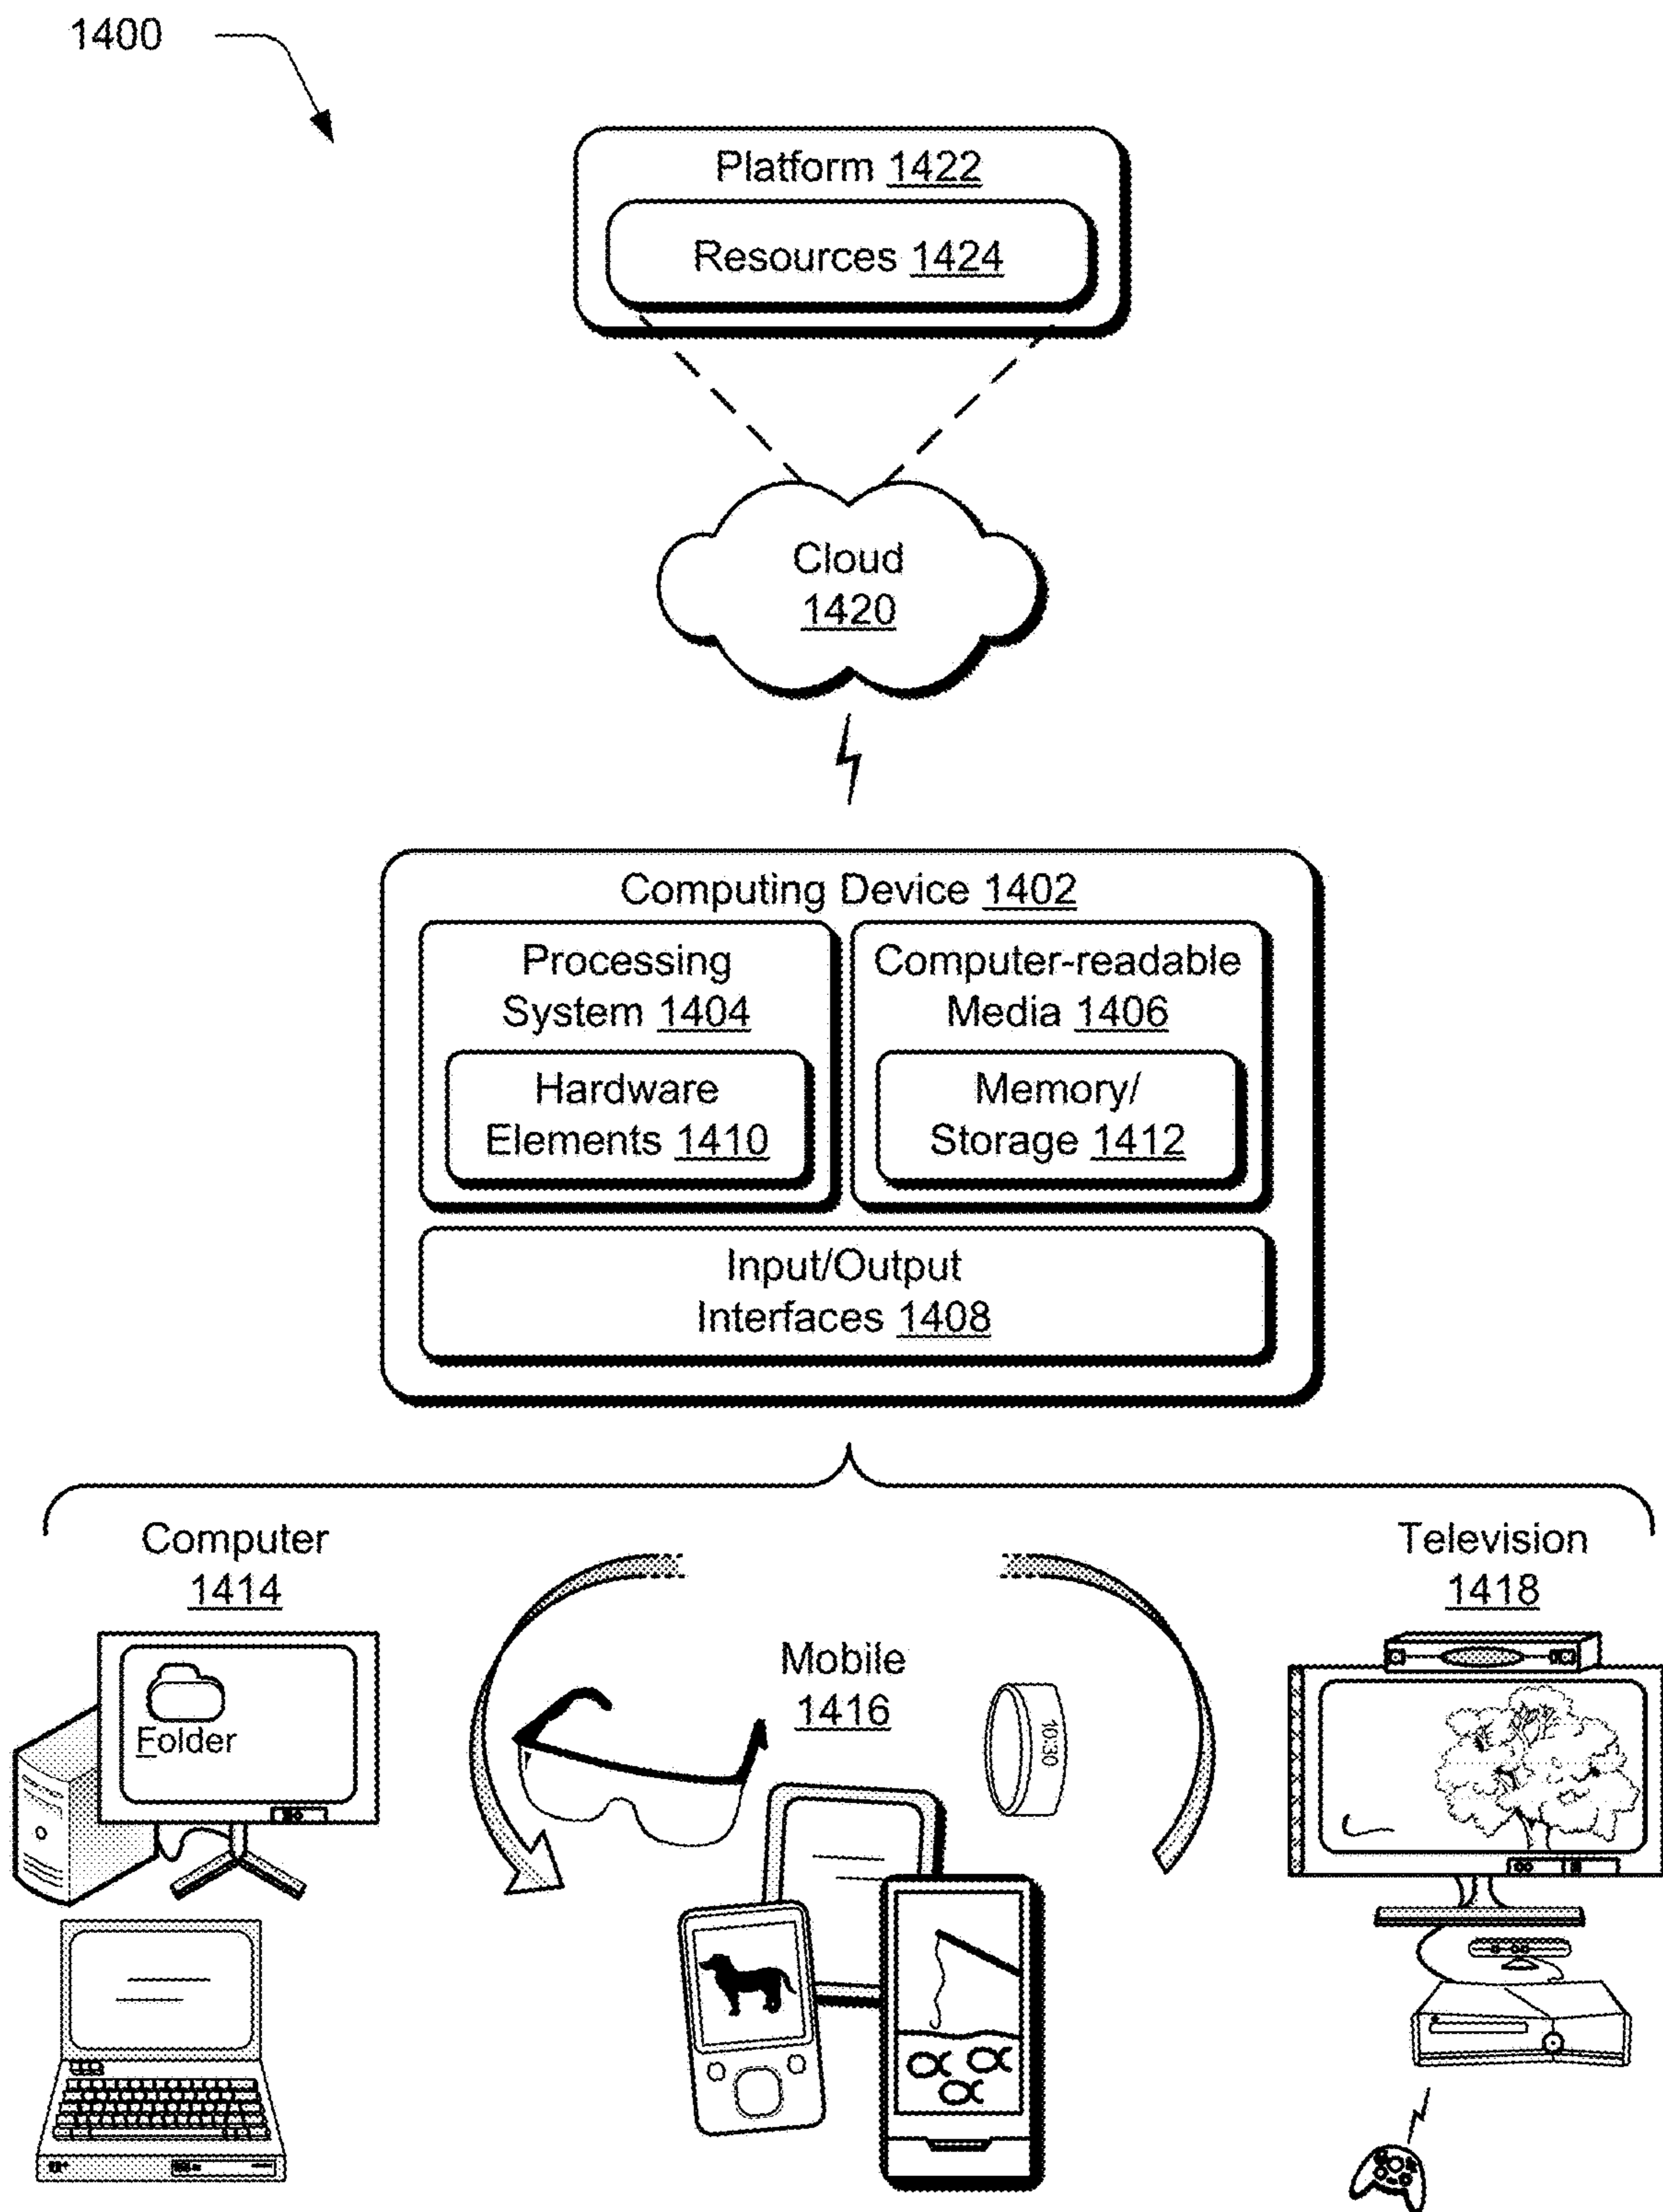 1400
Platform 1422
Resources 1424
Cloud
1420
Computing Device 1402
Processing
System 1404
Computer-readable
Media 1406
Hardware
Elements 1410
Memory/
Storage 1412
Input/Output
Interfaces 1408
Computer
1414
Mobile
1416
Television
1418
Folder
10:30